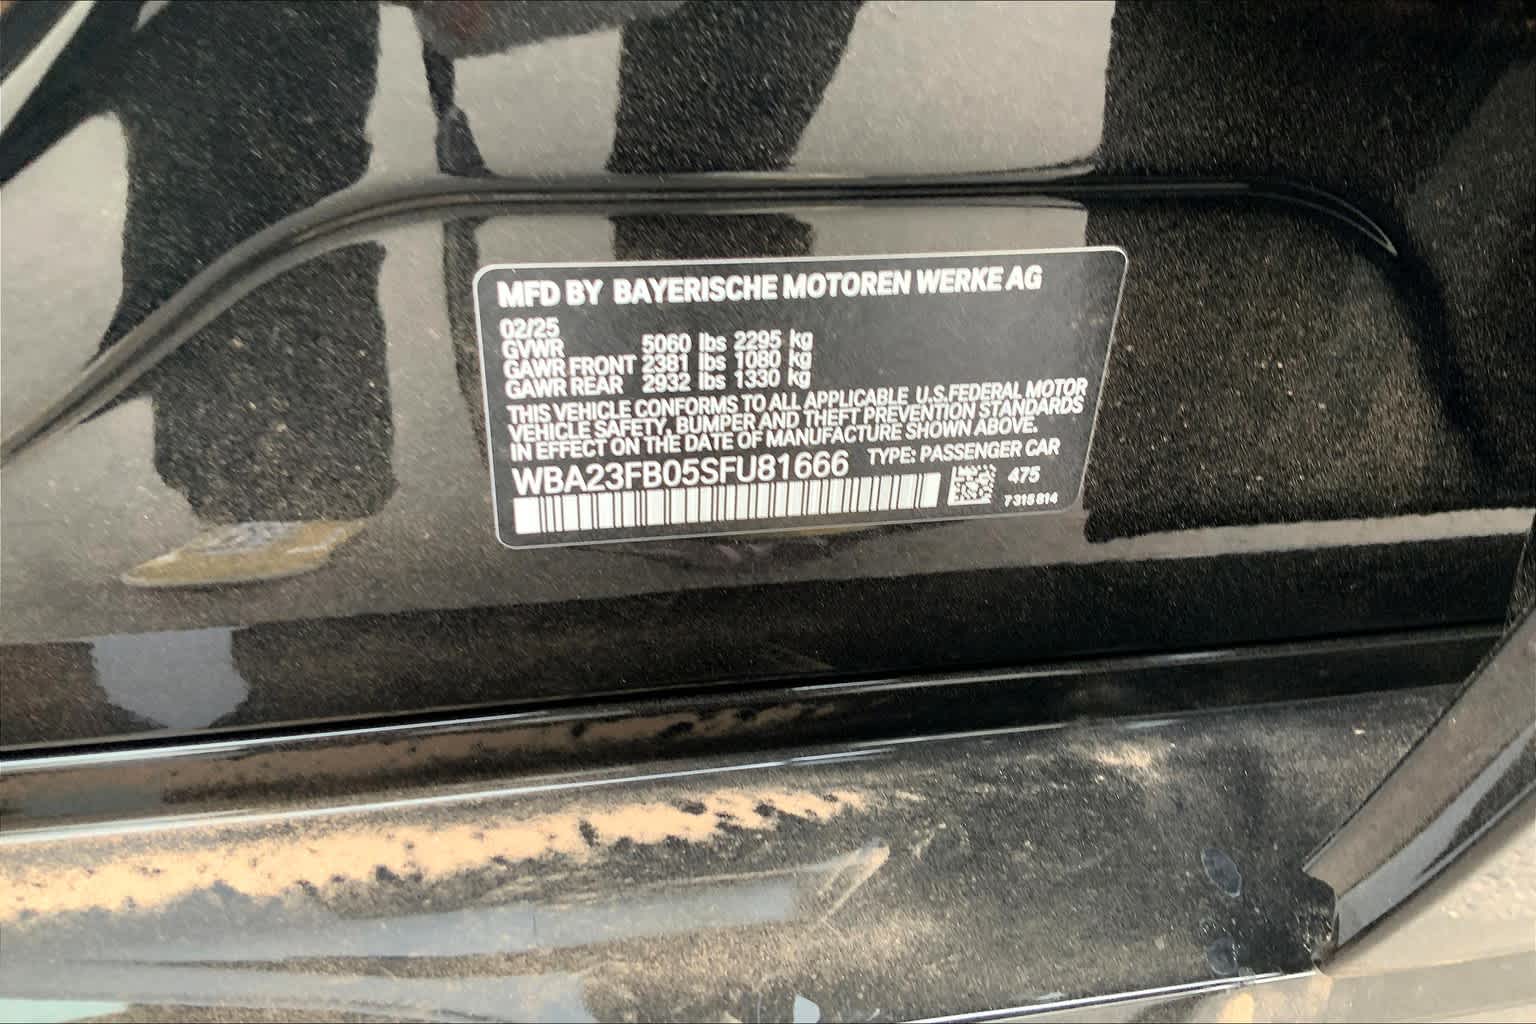 MFD BY BAYERISCHE MOTOREN WERKE AG
02/25
GVWR 5060 lbs 2295 kg
GAWR FRONT 2381 lbs 1080 kg
GAWR REAR 2932 lbs 1330 kg
THIS VEHICLE CONFORMS TO ALL APPLICABLE U.S.FEDERAL MOTOR
VEHICLE SAFETY, BUMPER AND THEFT PREVENTION STANDARDS
IN EFFECT ON THE DATE OF MANUFACTURE SHOWN ABOVE.
WBA23FB05SFU81666 TYPE: PASSENGER CAR
475
7 315 814